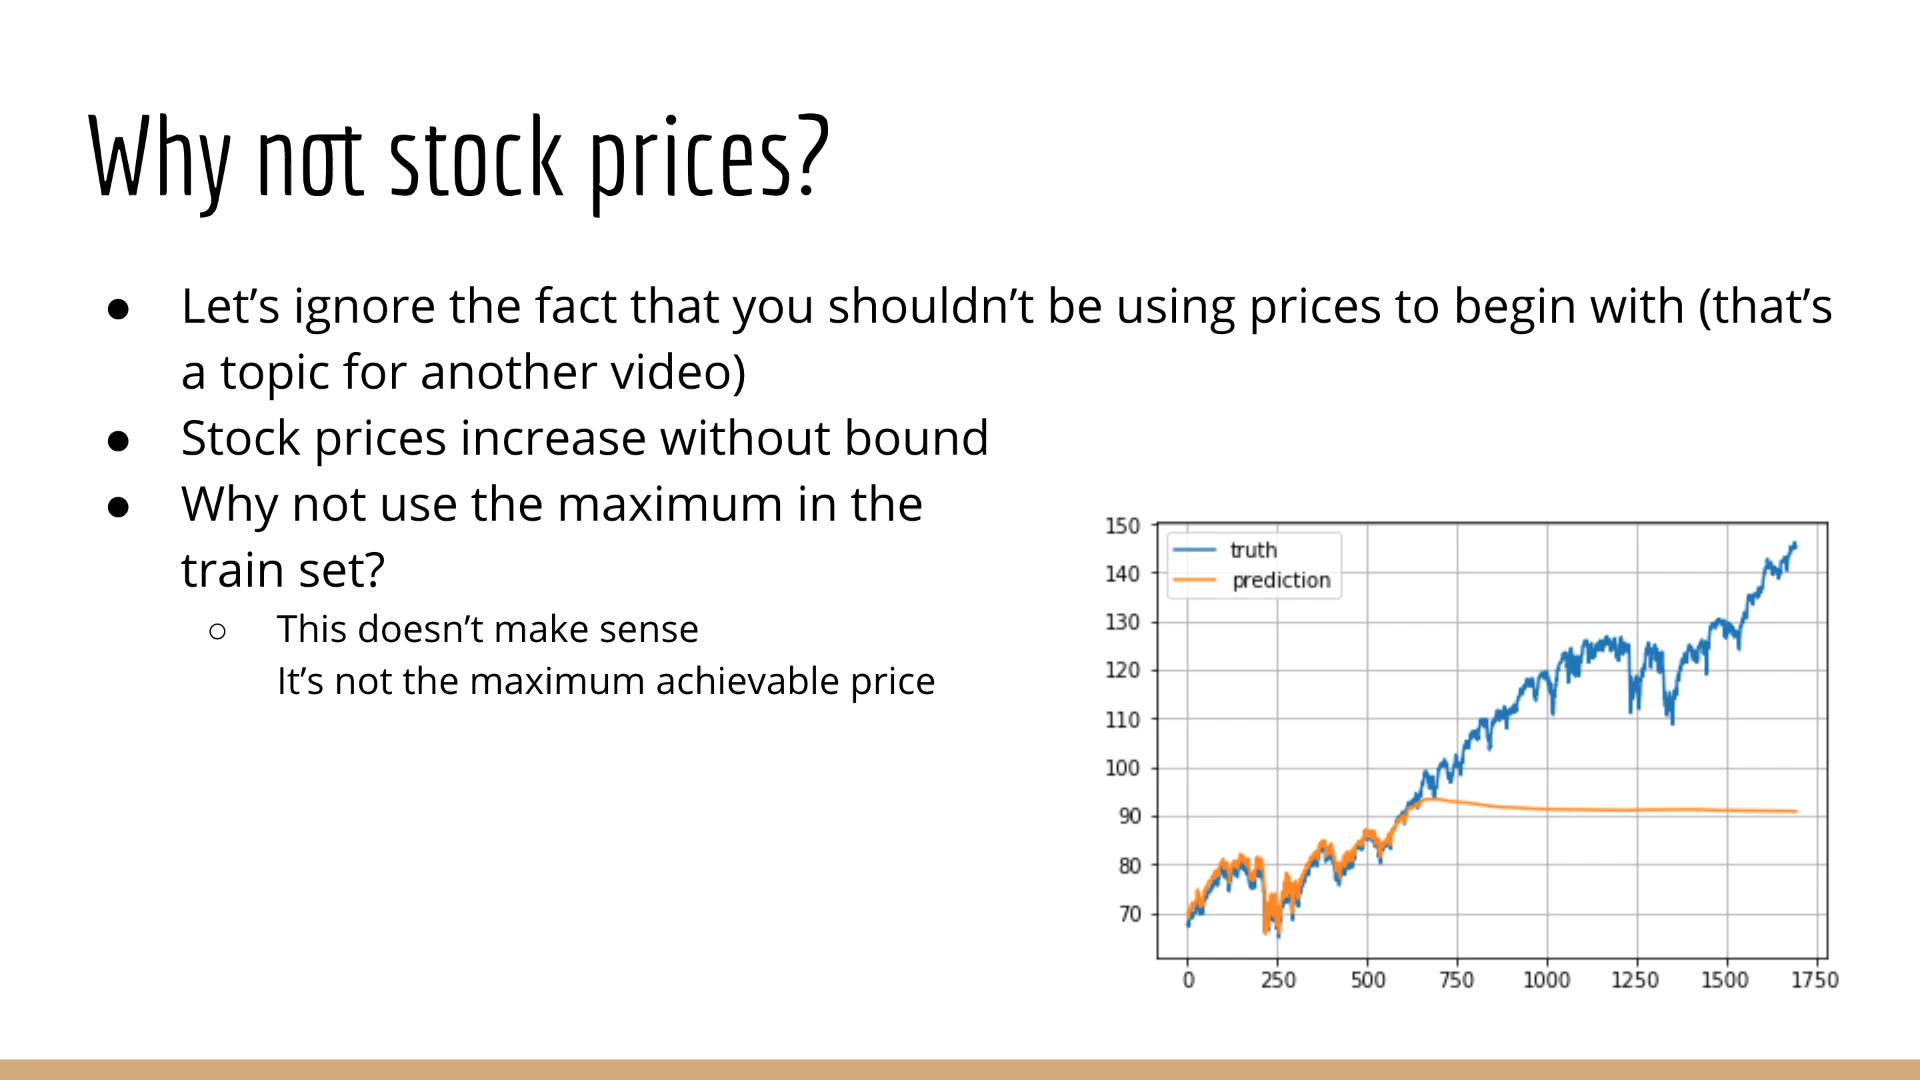 Why not stock prices?
● Let’s ignore the fact that you shouldn’t be using prices to begin with (that’s
a topic for another video)
● Stock prices increase without bound
● Why not use the maximum in the
train set?
○ This doesn’t make sense
It’s not the maximum achievable price
truth
prediction
150
140
130
120
110
100
90
80
70
0 250 500 750 1000 1250 1500 1750